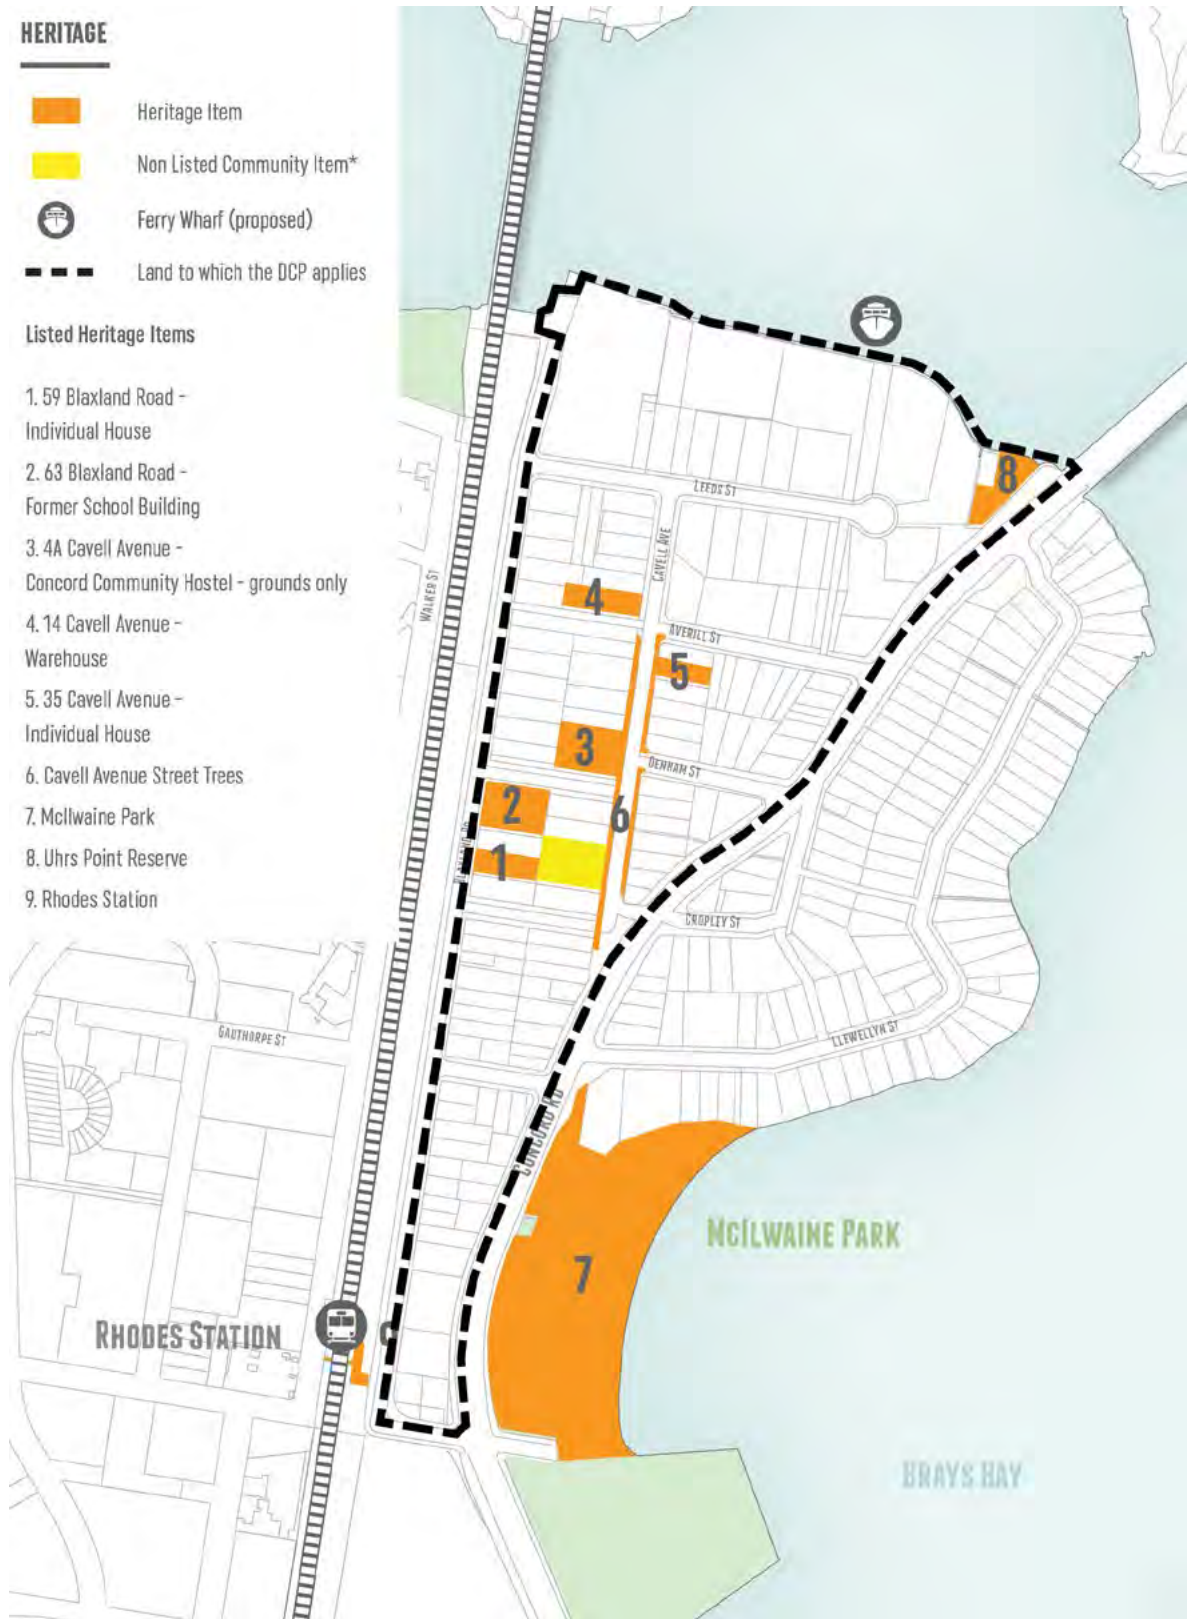 HERITAGE
Heritage Item
Non Listed Community Item*
Ferry Wharf (proposed)
Land to which the DCP applies
Listed Heritage Items
1. 59 Blaxland Road -
Individual House
2. 63 Blaxland Road -
Former School Building
3. 4A Cavell Avenue -
Concord Community Hostel - grounds only
4. 14 Cavell Avenue -
Warehouse
5. 35 Cavell Avenue -
Individual House
6. Cavell Avenue Street Trees
7. McIlwaine Park
8. Uhrs Point Reserve
9. Rhodes Station
8
LEEDS ST
CAVELL AVE
WALKER ST
4
AVERILL ST
5
3
DENHAM ST
2
6
1
CROPLEY ST
GAUTHORPE ST
LLEWELLYN ST
CONCORD RD
MCILWAINE PARK
7
RHODES STATION
BRAYS BAY